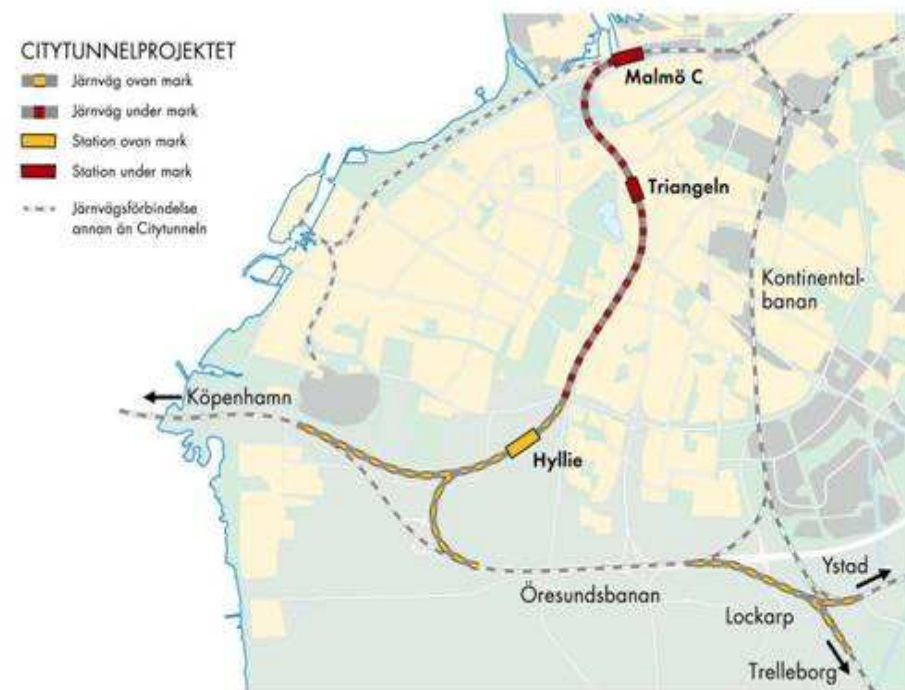 CITYTUNNELPROJEKTET
Järnväg ovan mark
Järnväg under mark
Station ovan mark
Station under mark
Järnvägsförbindelse
annan än Citytunneln
Malmö C
Triangeln
Kontinental-
banan
Köpenhamn
Hyllie
Ystad
Öresundsbanan
Lockarp
Trelleborg